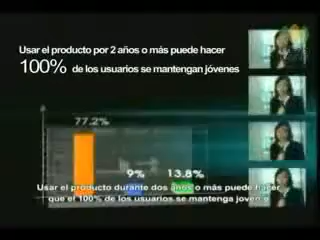 Usar el producto por 2 años o más puede hacer
100% de los usuarios se mantengan jóvenes
77.2%
9%
13.8%
Usar el producto durante dos años o más puede hacer
que el 100% de los usuarios se mantenga joven